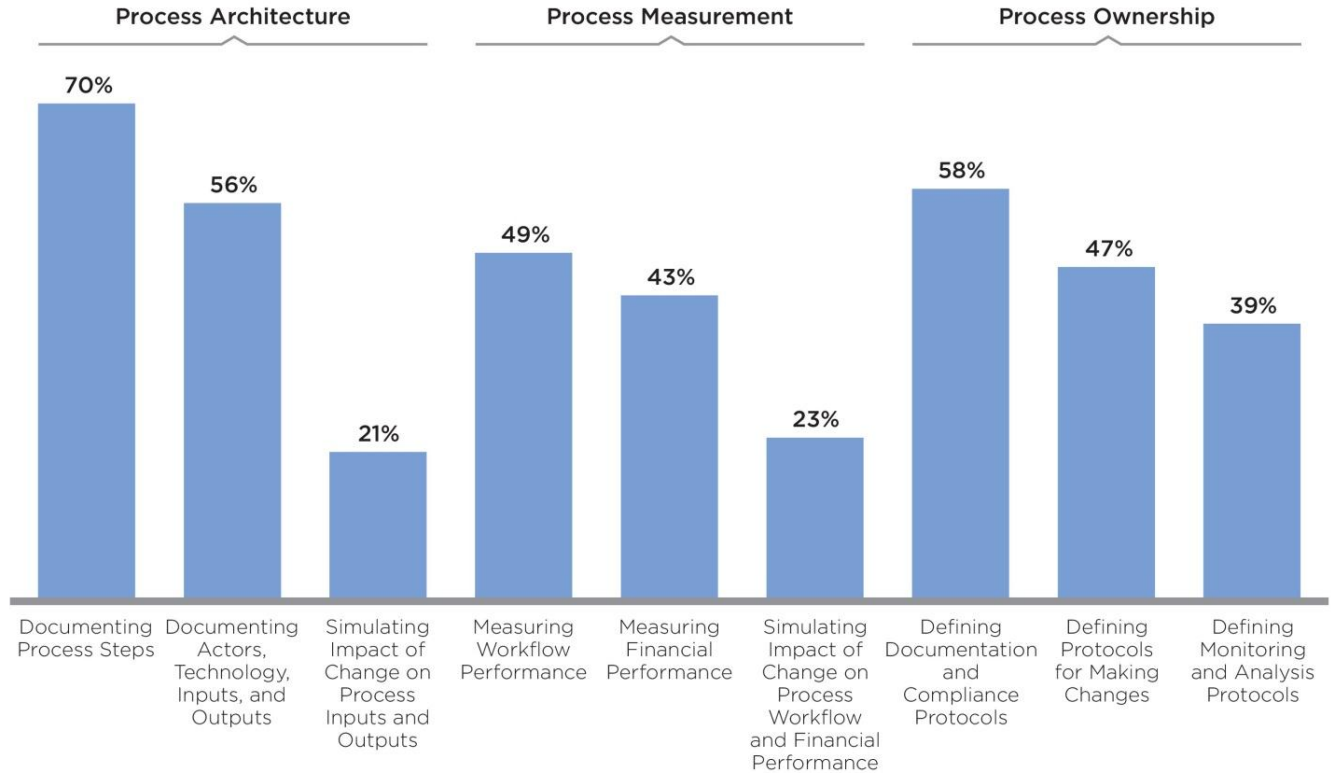 Process Architecture
Process Measurement
Process Ownership
70%
56%
21%
49%
43%
23%
58%
47%
39%
Documenting
Process Steps
Documenting
Actors,
Technology,
Inputs, and
Outputs
Simulating
Impact of
Change on
Process
Inputs and
Outputs
Measuring
Workflow
Performance
Measuring
Financial
Performance
Simulating
Impact of
Change on
Process
Workflow
and Financial
Performance
Defining
Documentation
and
Compliance
Protocols
Defining
Protocols
for Making
Changes
Defining
Monitoring
and Analysis
Protocols